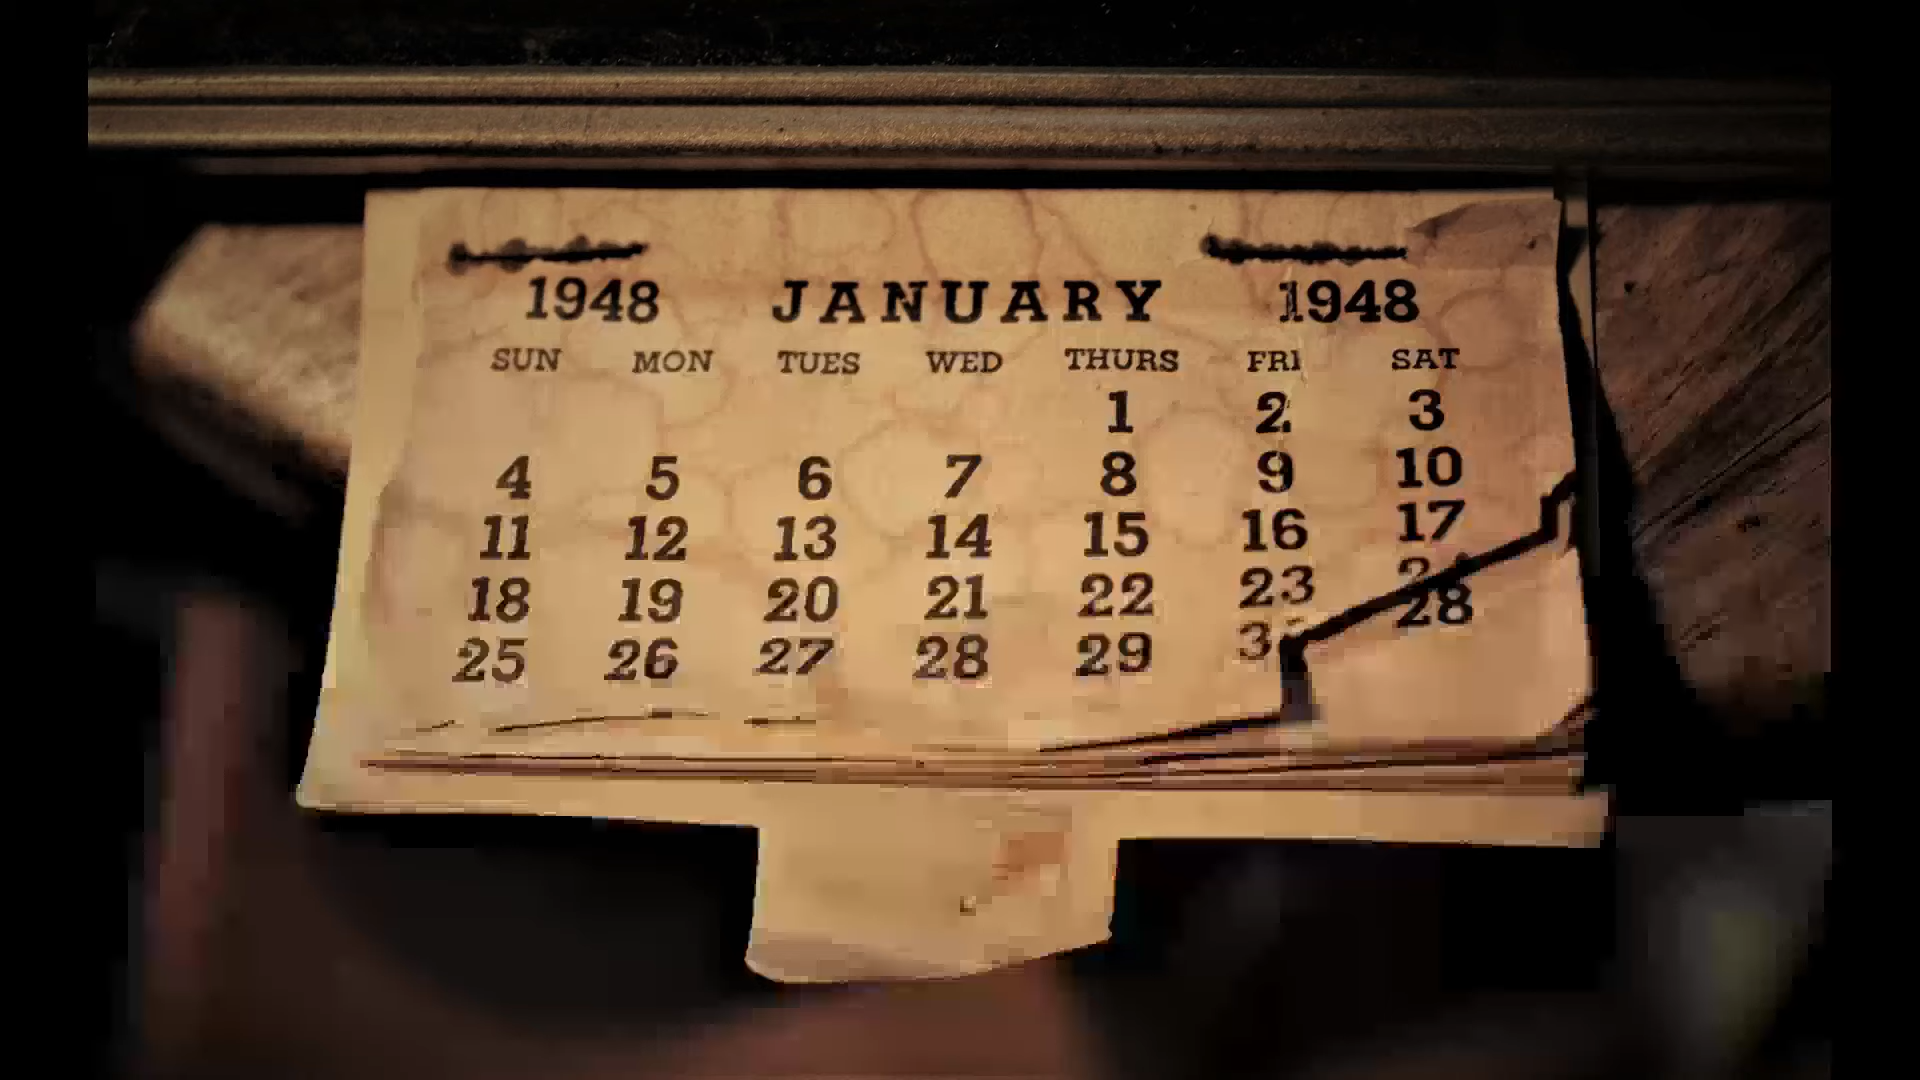 1948 JANUARY 1948
SUN MON TUES WED THURS FRI SAT
1 2 3
4 5 6 7 8 9 10
11 12 13 14 15 16 17
18 19 20 21 22 23
28
25 26 27 28 29